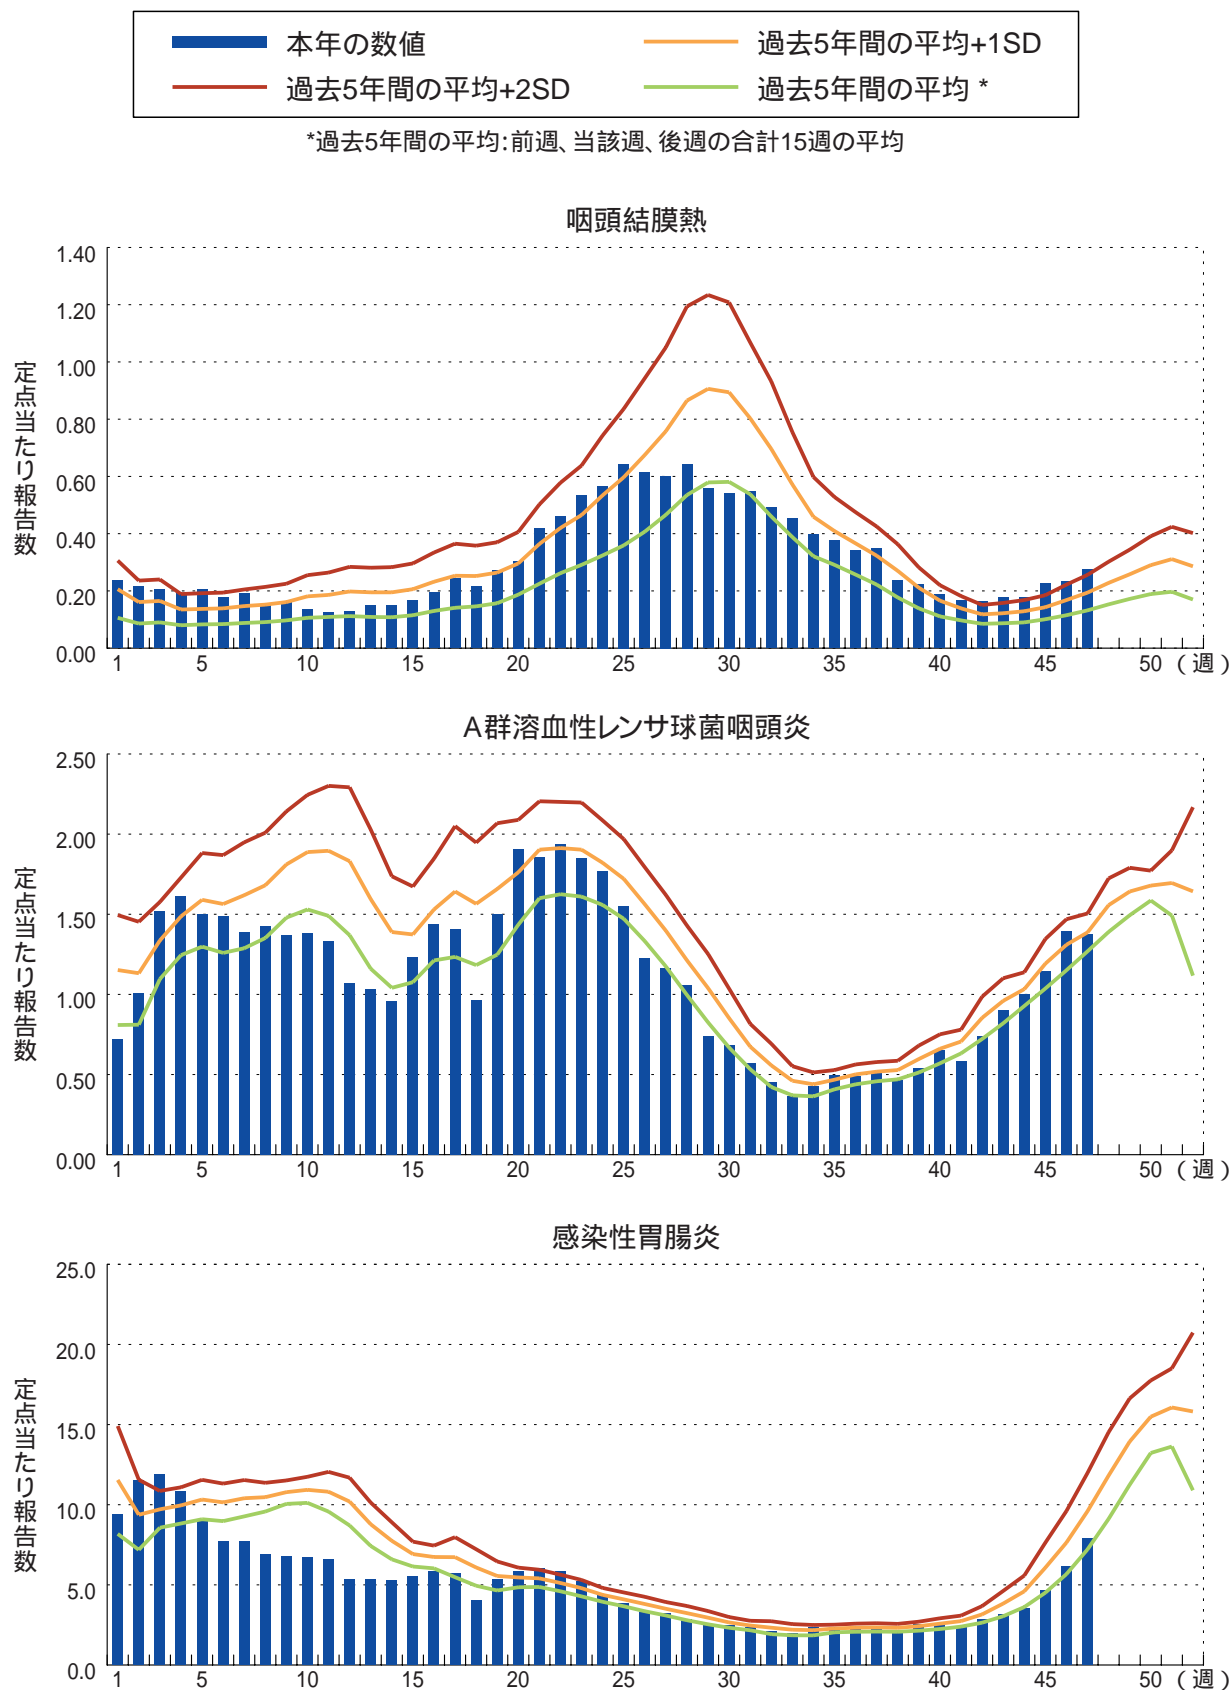 本年の数値
過去5年間の平均+1SD
過去5年間の平均+2SD
過去5年間の平均 *
*過去5年間の平均:前週、当該週、後週の合計15週の平均
咽頭結膜熱
定点当たり報告数
1.40
1.20
1.00
0.80
0.60
0.40
0.20
0.00
1 5 10 15 20 25 30 35 40 45 50 (週)
A群溶血性レンサ球菌咽頭炎
定点当たり報告数
2.50
2.00
1.50
1.00
0.50
0.00
1 5 10 15 20 25 30 35 40 45 50 (週)
感染性胃腸炎
定点当たり報告数
25.0
20.0
15.0
10.0
5.0
0.0
1 5 10 15 20 25 30 35 40 45 50 (週)